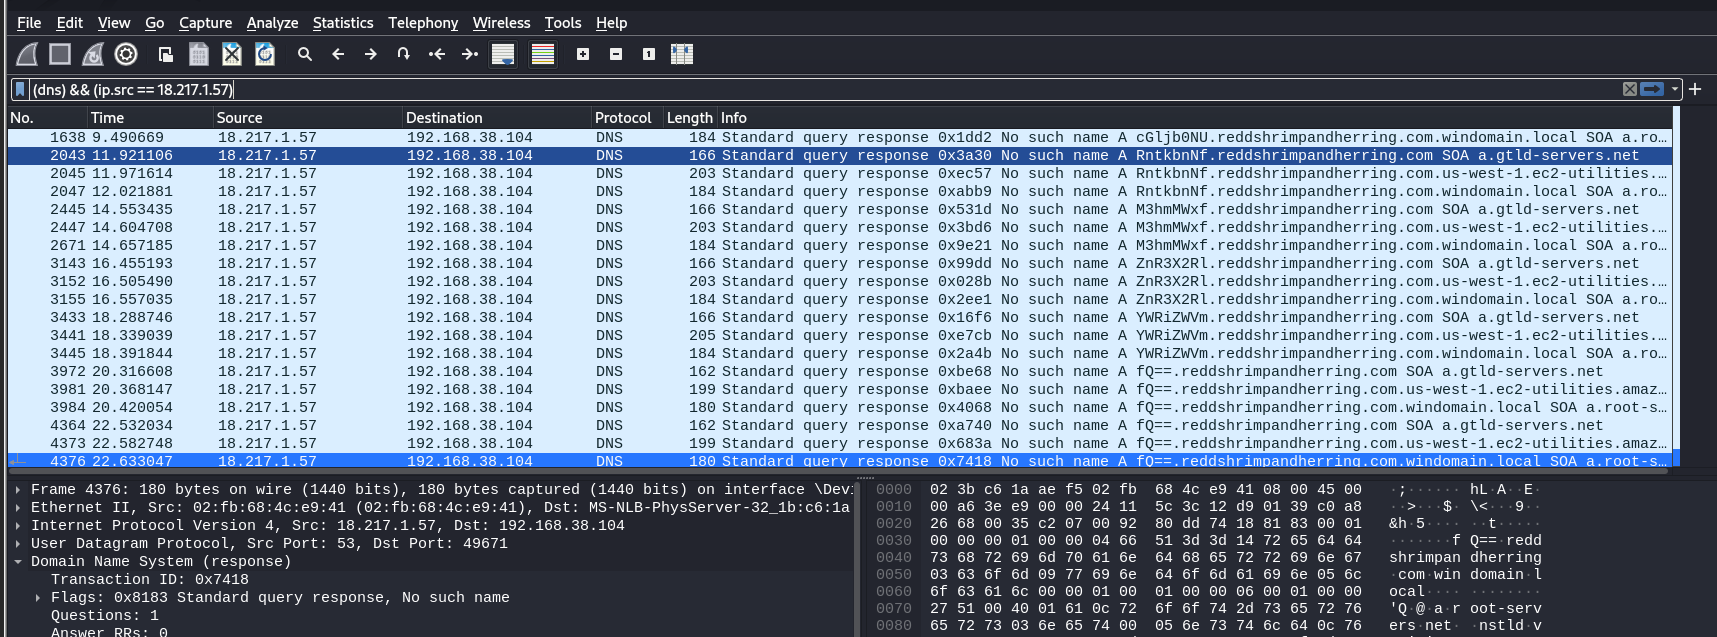 File Edit View Go Capture Analyze Statistics Telephony Wireless Tools Help
(dns) && (ip.src == 18.217.1.57)
No. Time Source Destination Protocol Length Info
1638 9.490669 18.217.1.57 192.168.38.104 DNS 184 Standard query response 0x1dd2 No such name A cGljb0NU.reddshrimpandherring.com.windomain.local SOA a.ro…
2043 11.921106 18.217.1.57 192.168.38.104 DNS 166 Standard query response 0x3a30 No such name A RntkbnNf.reddshrimpandherring.com SOA a.gtld-servers.net
2045 11.971614 18.217.1.57 192.168.38.104 DNS 203 Standard query response 0xec57 No such name A RntkbnNf.reddshrimpandherring.com.us-west-1.ec2-utilities.…
2047 12.021881 18.217.1.57 192.168.38.104 DNS 184 Standard query response 0xabb9 No such name A RntkbnNf.reddshrimpandherring.com.windomain.local SOA a.ro…
2445 14.553435 18.217.1.57 192.168.38.104 DNS 166 Standard query response 0x531d No such name A M3hmMWxf.reddshrimpandherring.com SOA a.gtld-servers.net
2447 14.604708 18.217.1.57 192.168.38.104 DNS 203 Standard query response 0x3bd6 No such name A M3hmMWxf.reddshrimpandherring.com.us-west-1.ec2-utilities.…
2671 14.657185 18.217.1.57 192.168.38.104 DNS 184 Standard query response 0x9e21 No such name A M3hmMWxf.reddshrimpandherring.com.windomain.local SOA a.ro…
3143 16.455193 18.217.1.57 192.168.38.104 DNS 166 Standard query response 0x99dd No such name A ZnR3X2Rl.reddshrimpandherring.com SOA a.gtld-servers.net
3152 16.505490 18.217.1.57 192.168.38.104 DNS 203 Standard query response 0x028b No such name A ZnR3X2Rl.reddshrimpandherring.com.us-west-1.ec2-utilities.…
3155 16.557035 18.217.1.57 192.168.38.104 DNS 184 Standard query response 0x2ee1 No such name A ZnR3X2Rl.reddshrimpandherring.com.windomain.local SOA a.ro…
3433 18.288746 18.217.1.57 192.168.38.104 DNS 166 Standard query response 0x16f6 No such name A YWRiZWVm.reddshrimpandherring.com SOA a.gtld-servers.net
3441 18.339039 18.217.1.57 192.168.38.104 DNS 205 Standard query response 0xe7cb No such name A YWRiZWVm.reddshrimpandherring.com.us-west-1.ec2-utilities.…
3445 18.391844 18.217.1.57 192.168.38.104 DNS 184 Standard query response 0x2a4b No such name A YWRiZWVm.reddshrimpandherring.com.windomain.local SOA a.ro…
3972 20.316608 18.217.1.57 192.168.38.104 DNS 162 Standard query response 0xbe68 No such name A fQ==.reddshrimpandherring.com SOA a.gtld-servers.net
3981 20.368147 18.217.1.57 192.168.38.104 DNS 199 Standard query response 0xbaee No such name A fQ==.reddshrimpandherring.com.us-west-1.ec2-utilities.amaz…
3984 20.420054 18.217.1.57 192.168.38.104 DNS 180 Standard query response 0x4068 No such name A fQ==.reddshrimpandherring.com.windomain.local SOA a.root-s…
4364 22.532034 18.217.1.57 192.168.38.104 DNS 162 Standard query response 0xa740 No such name A fQ==.reddshrimpandherring.com SOA a.gtld-servers.net
4373 22.582748 18.217.1.57 192.168.38.104 DNS 199 Standard query response 0x683a No such name A fQ==.reddshrimpandherring.com.us-west-1.ec2-utilities.amaz…
4376 22.633047 18.217.1.57 192.168.38.104 DNS 180 Standard query response 0x7418 No such name A fQ==.reddshrimpandherring.com.windomain.local SOA a.root-s…
Frame 4376: 180 bytes on wire (1440 bits), 180 bytes captured (1440 bits) on interface \Devi
Ethernet II, Src: 02:fb:68:4c:e9:41 (02:fb:68:4c:e9:41), Dst: MS-NLB-PhysServer-32_1b:c6:1a
Internet Protocol Version 4, Src: 18.217.1.57, Dst: 192.168.38.104
User Datagram Protocol, Src Port: 53, Dst Port: 49671
Domain Name System (response)
Transaction ID: 0x7418
Flags: 0x8183 Standard query response, No such name
Questions: 1
Answer RRs: 0
0000 02 3b c6 1a ae f5 02 fb 68 4c e9 41 08 00 45 00 ·;······ hL·A··E·
0010 00 a6 3e e9 00 00 24 11 5c 3c 12 d9 01 39 c0 a8 ··>···$· \<···9··
0020 26 68 00 35 c2 07 00 92 80 dd 74 18 81 83 00 01 &h·5···· ··t·····
0030 00 00 00 01 00 00 04 66 51 3d 3d 14 72 65 64 64 ·······f Q==·redd
0040 73 68 72 69 6d 70 61 6e 64 68 65 72 72 69 6e 67 shrimpan dherring
0050 03 63 6f 6d 09 77 69 6e 64 6f 6d 61 69 6e 05 6c ·com·win domain·l
0060 6f 63 61 6c 00 00 01 00 01 00 00 06 00 01 00 00 ocal···· ········
0070 27 51 00 40 01 61 0c 72 6f 6f 74 2d 73 65 72 76 'Q·@·a·r oot-serv
0080 65 72 73 03 6e 65 74 00 05 6e 73 74 6c 64 0c 76 ers·net· ·nstld·v